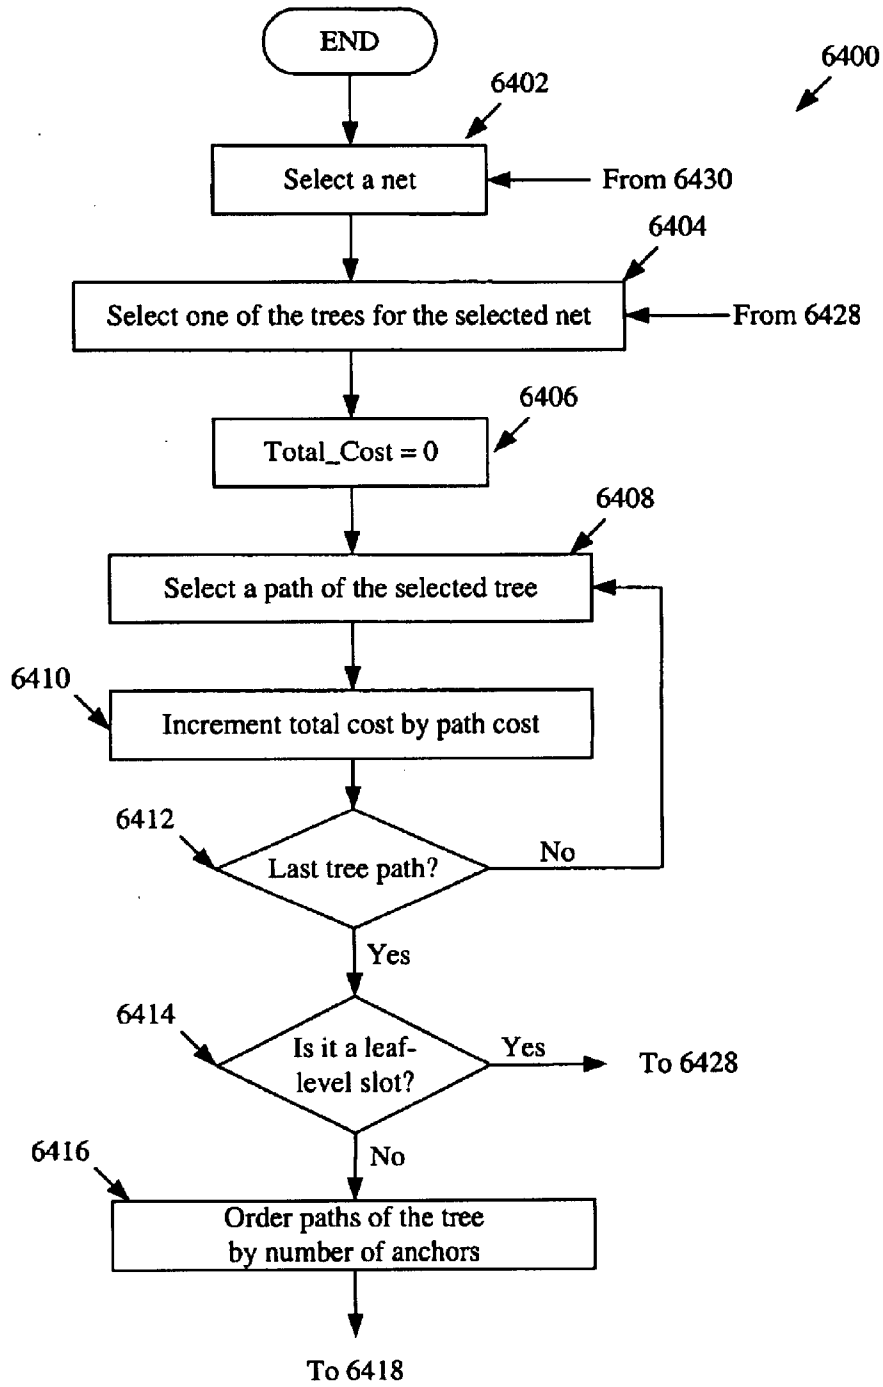 END
6400
6402
Select a net
From 6430
6404
Select one of the trees for the selected net
From 6428
6406
Total_Cost = 0
6408
Select a path of the selected tree
6410
Increment total cost by path cost
6412
Last tree path?
No
Yes
6414
Is it a leaf-
level slot?
Yes
To 6428
No
6416
Order paths of the tree
by number of anchors
To 6418